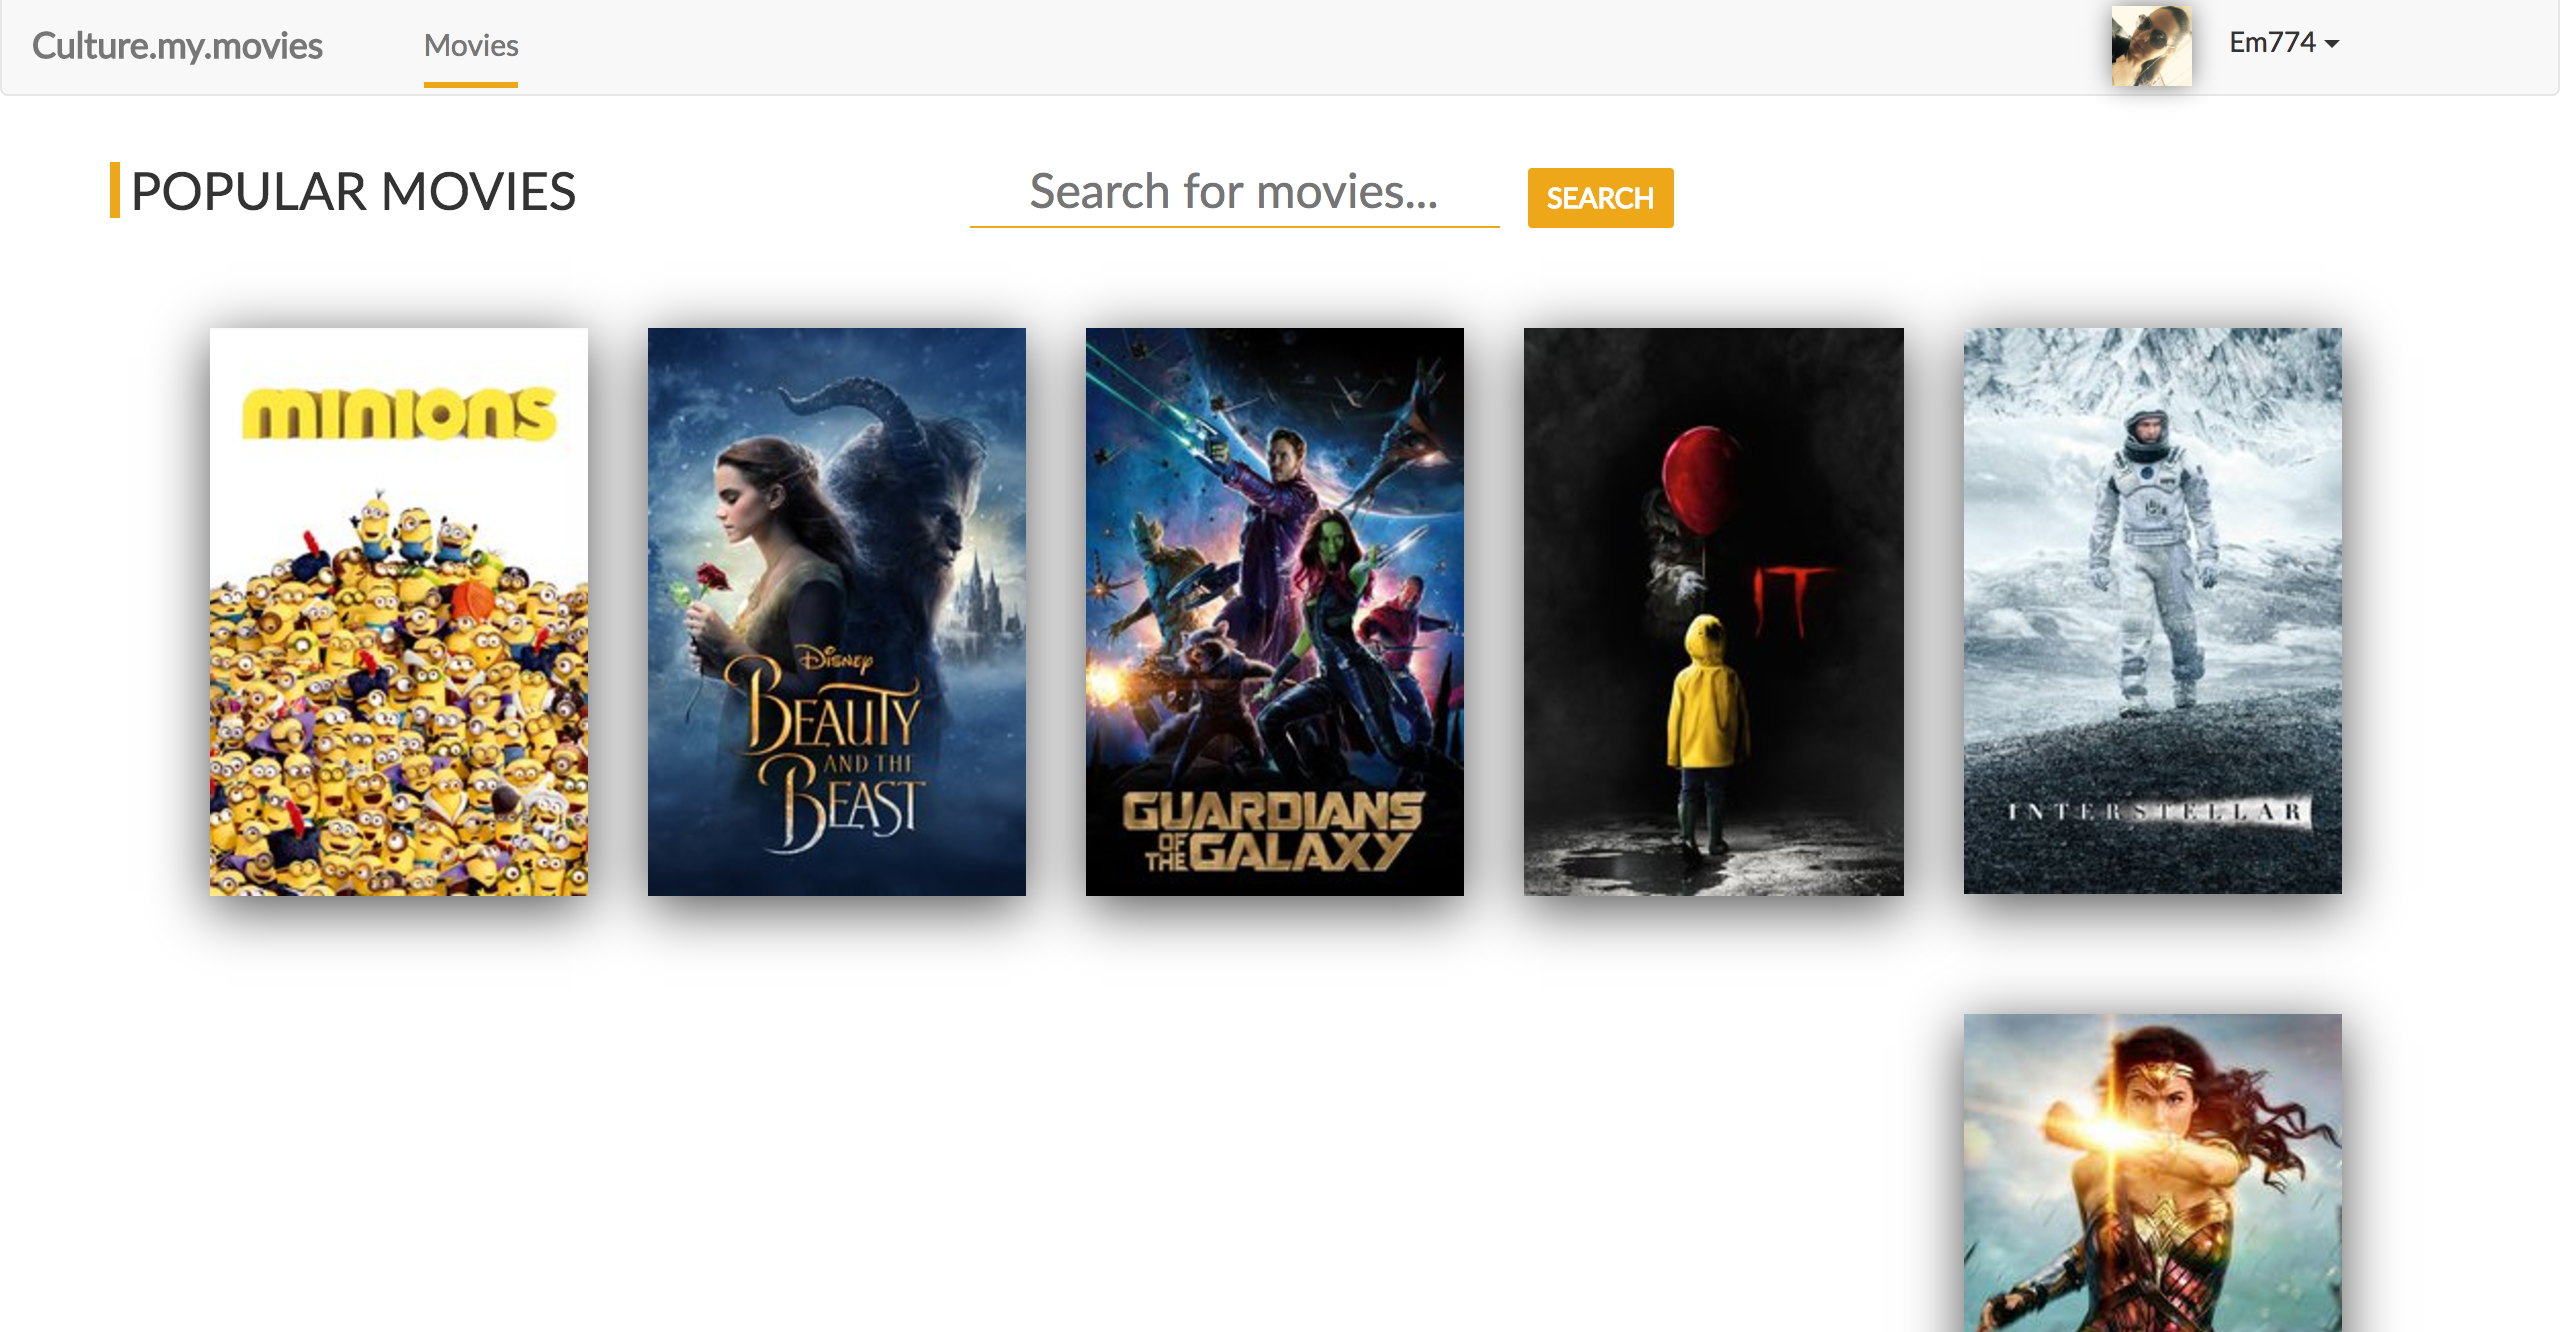 Culture.my.movies
Movies
Em774
POPULAR MOVIES
Search for movies...
SEARCH
minions
Disney
BEAUTY
AND THE
BEAST
GUARDIANS
OF
THE GALAXY
IT
INTERSTELLAR